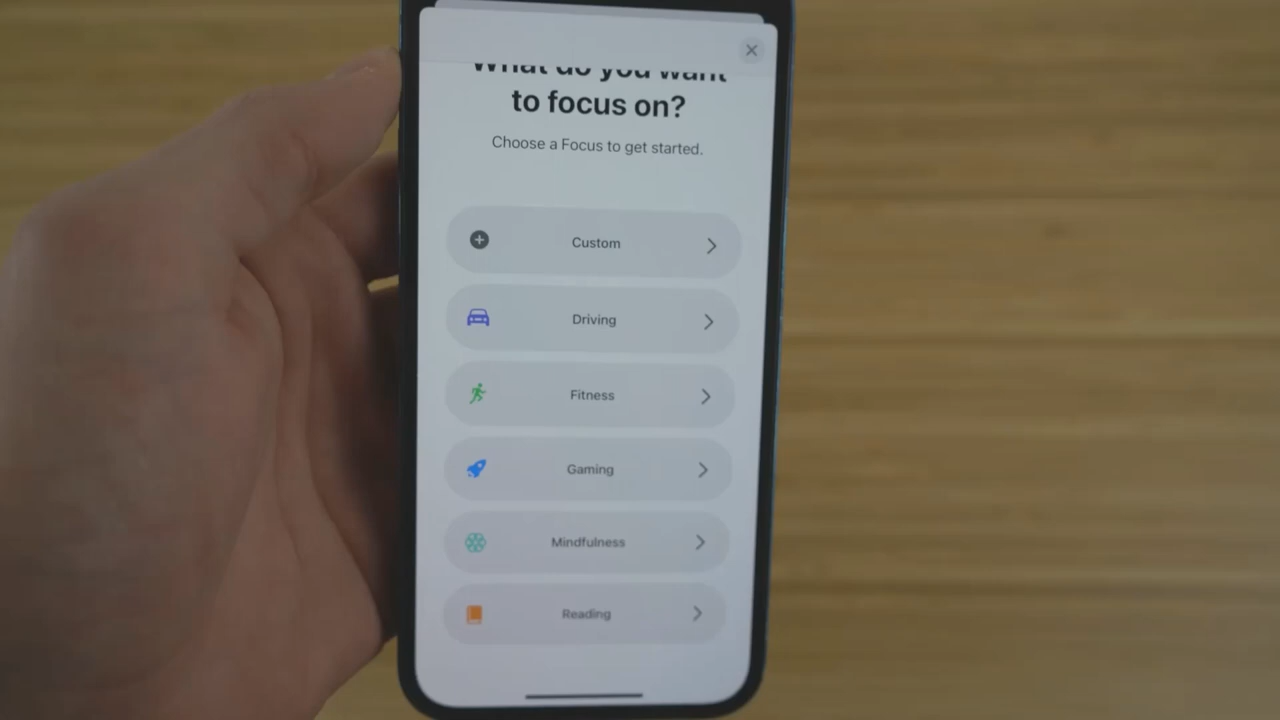 What do you want
to focus on?
Choose a Focus to get started.
Custom
Driving
Fitness
Gaming
Mindfulness
Reading